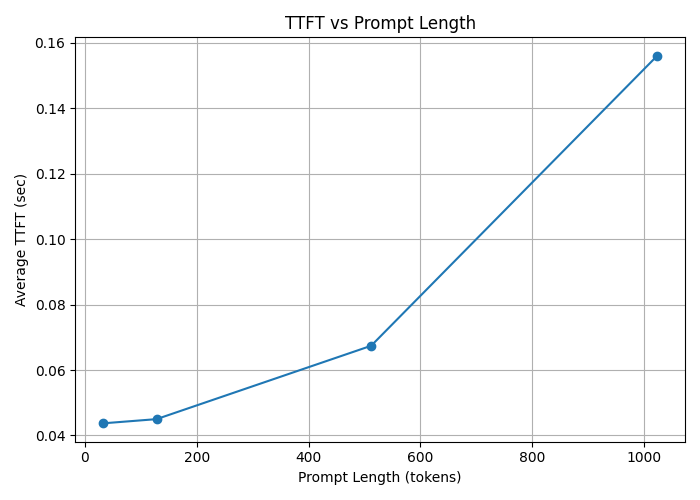 TTFT vs Prompt Length
0.16
0.14
0.12
0.10
0.08
0.06
0.04
Average TTFT (sec)
0 200 400 600 800 1000
Prompt Length (tokens)